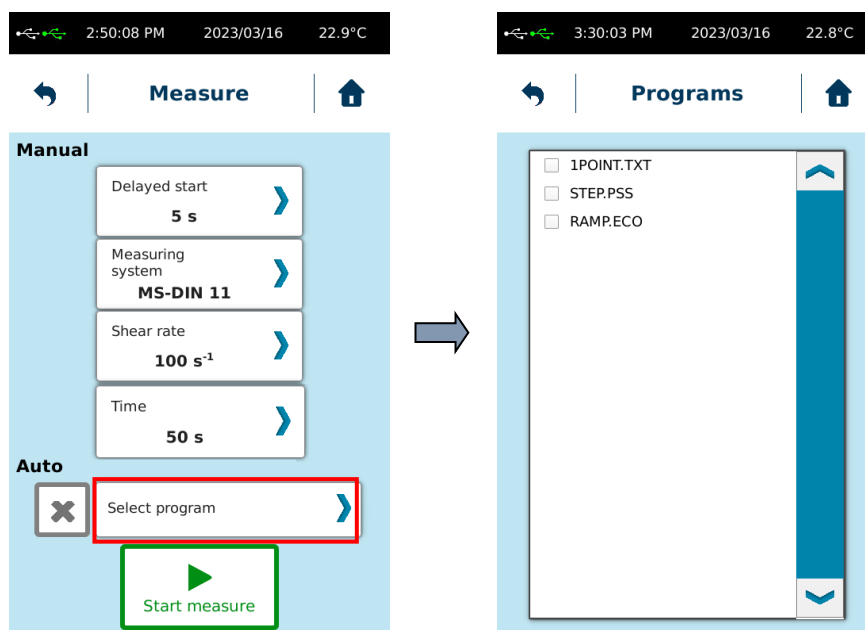 2:50:08 PM 2023/03/16 22.9°C
Measure
Manual
Delayed start
5 s
Measuring
system
MS-DIN 11
Shear rate
100 s⁻¹
Time
50 s
Auto
Select program
Start measure
3:30:03 PM 2023/03/16 22.8°C
Programs
1POINT.TXT
STEP.PSS
RAMP.ECO